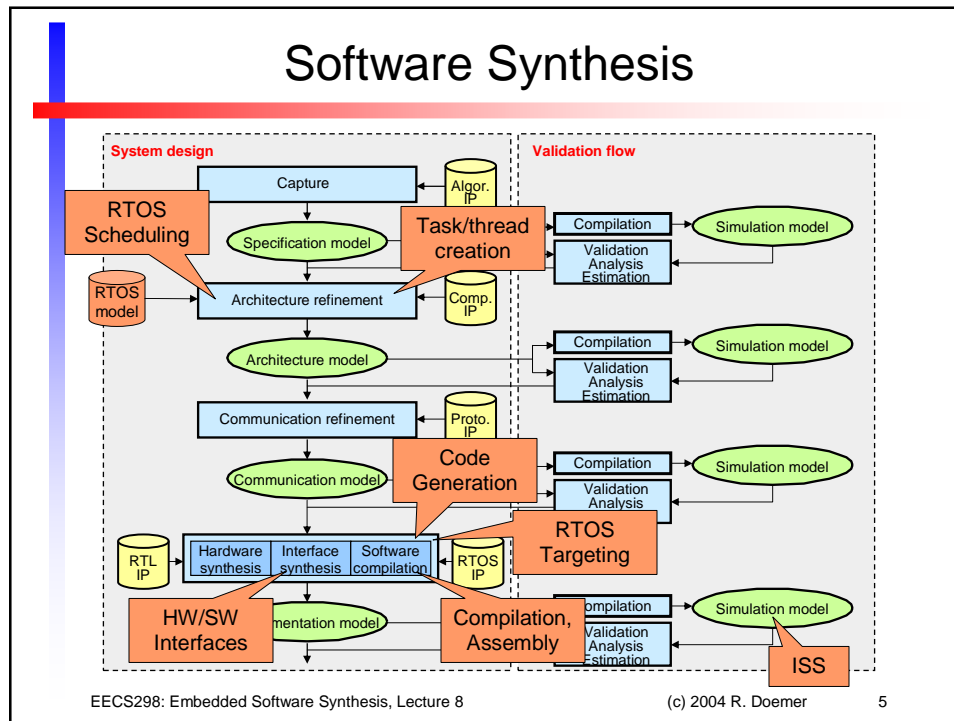 Software Synthesis
System design
Validation flow
Capture
Algor.
IP
RTOS
Scheduling
Task/thread
creation
Specification model
Compilation
Simulation model
Validation
Analysis
Estimation
RTOS
model
Architecture refinement
Comp.
IP
Architecture model
Compilation
Simulation model
Validation
Analysis
Estimation
Communication refinement
Proto.
IP
Code
Generation
Communication model
Compilation
Simulation model
Validation
Analysis
RTOS
Targeting
RTL
IP
Hardware
synthesis
Interface
synthesis
Software
compilation
RTOS
IP
HW/SW
Interfaces
mentation model
Compilation,
Assembly
ompilation
Simulation model
Validation
Analysis
Estimation
ISS
EECS298: Embedded Software Synthesis, Lecture 8
(c) 2004 R. Doemer
5